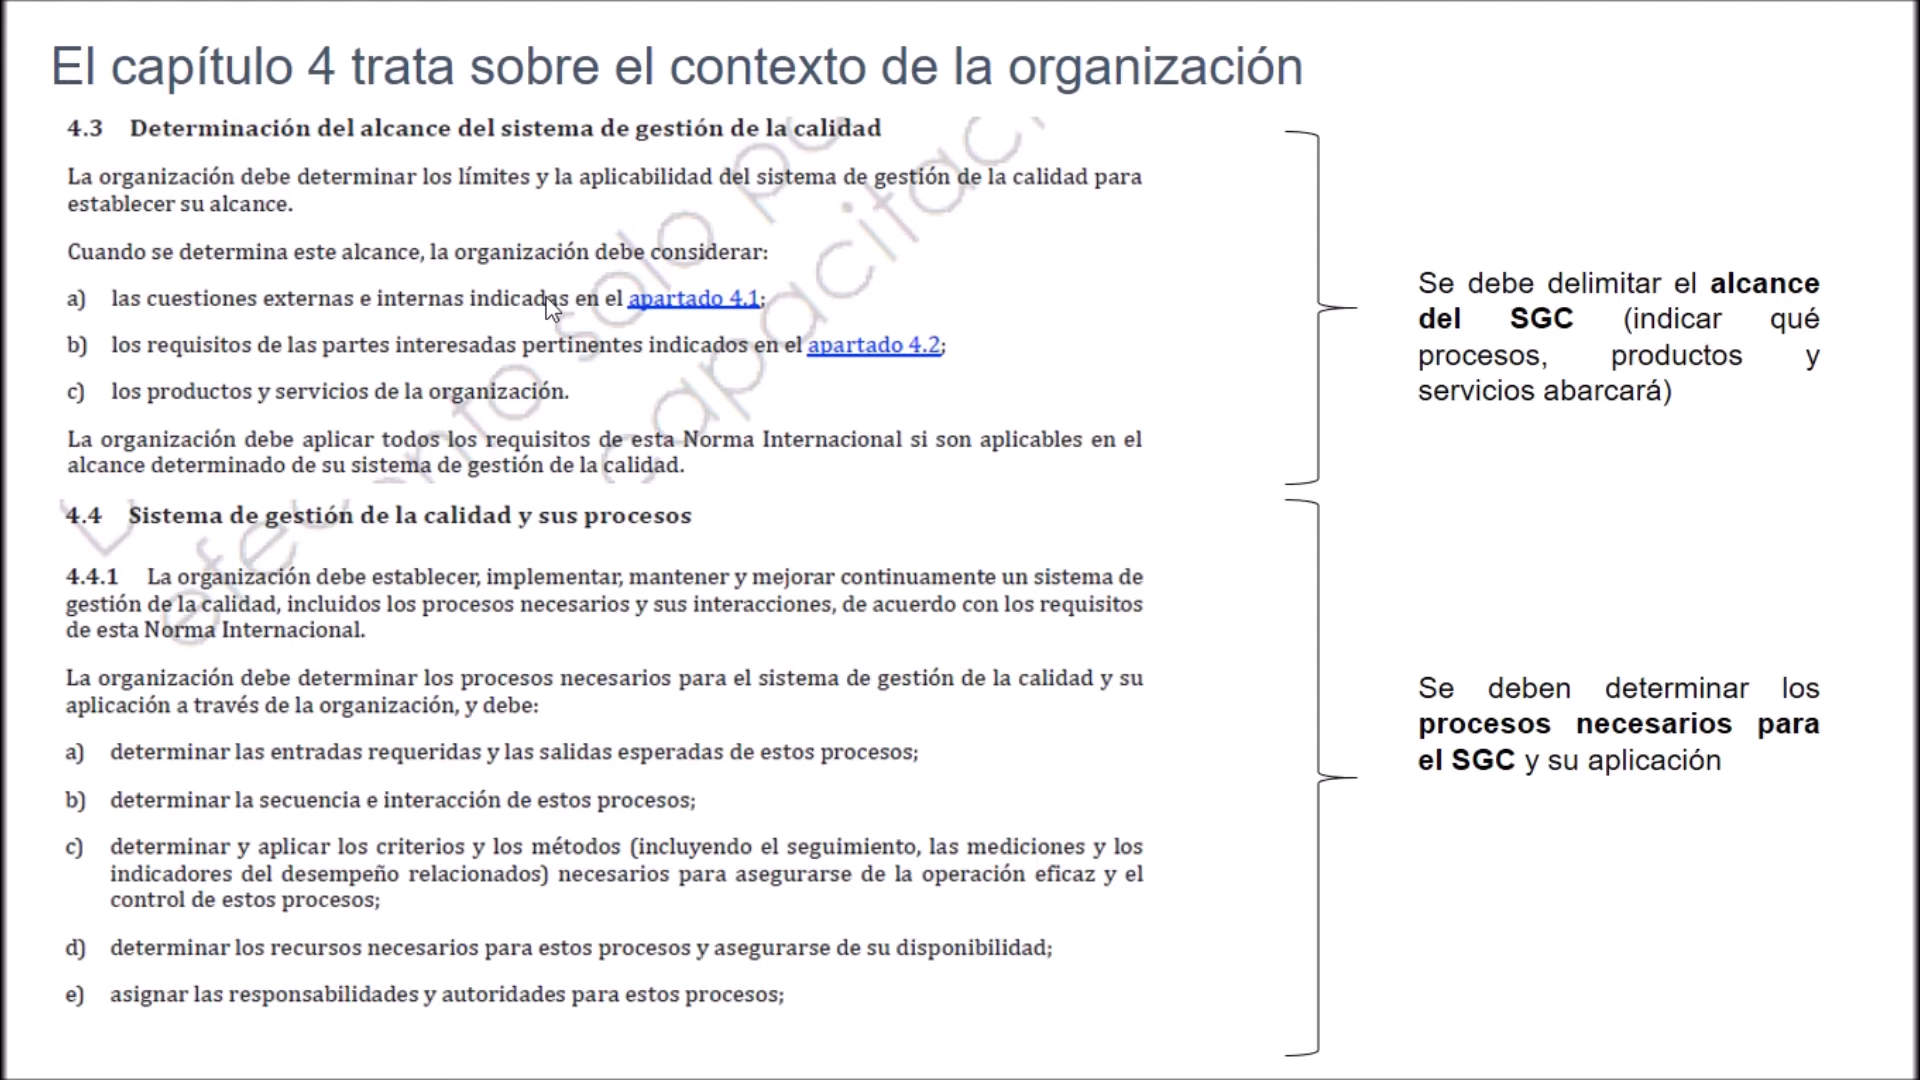 El capítulo 4 trata sobre el contexto de la organización
4.3 Determinación del alcance del sistema de gestión de la calidad
La organización debe determinar los límites y la aplicabilidad del sistema de gestión de la calidad para
establecer su alcance.
Cuando se determina este alcance, la organización debe considerar:
a) las cuestiones externas e internas indicadas en el apartado 4.1;
b) los requisitos de las partes interesadas pertinentes indicados en el apartado 4.2;
c) los productos y servicios de la organización.
La organización debe aplicar todos los requisitos de esta Norma Internacional si son aplicables en el
alcance determinado de su sistema de gestión de la calidad.
Se debe delimitar el alcance
del SGC (indicar qué
procesos, productos y
servicios abarcará)
4.4 Sistema de gestión de la calidad y sus procesos
4.4.1 La organización debe establecer, implementar, mantener y mejorar continuamente un sistema de
gestión de la calidad, incluidos los procesos necesarios y sus interacciones, de acuerdo con los requisitos
de esta Norma Internacional.
La organización debe determinar los procesos necesarios para el sistema de gestión de la calidad y su
aplicación a través de la organización, y debe:
a) determinar las entradas requeridas y las salidas esperadas de estos procesos;
b) determinar la secuencia e interacción de estos procesos;
c) determinar y aplicar los criterios y los métodos (incluyendo el seguimiento, las mediciones y los
indicadores del desempeño relacionados) necesarios para asegurarse de la operación eficaz y el
control de estos procesos;
d) determinar los recursos necesarios para estos procesos y asegurarse de su disponibilidad;
e) asignar las responsabilidades y autoridades para estos procesos;
Se deben determinar los
procesos necesarios para
el SGC y su aplicación